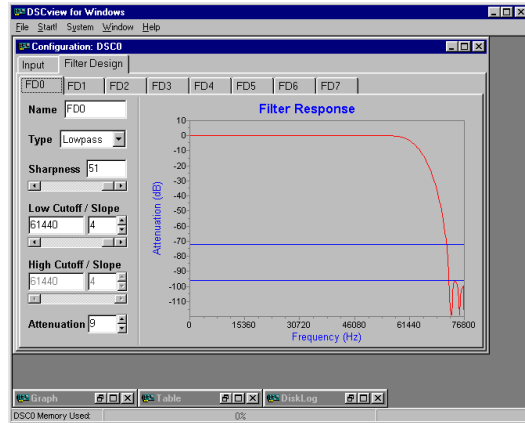 DSCview for Windows
File Start! System Window Help
Configuration: DSC0
Input Filter Design
FD0 FD1 FD2 FD3 FD4 FD5 FD6 FD7
Name FD0
Type Lowpass
Sharpness 51
Low Cutoff / Slope
61440 4
High Cutoff / Slope
61440 4
Attenuation 9
Filter Response
Attenuation (dB)
10
0
-10
-20
-30
-40
-50
-60
-70
-80
-90
-100
-110
0 15360 30720 46080 61440 76800
Frequency (Hz)
Graph Table DiskLog
DSC0 Memory Used: 0%